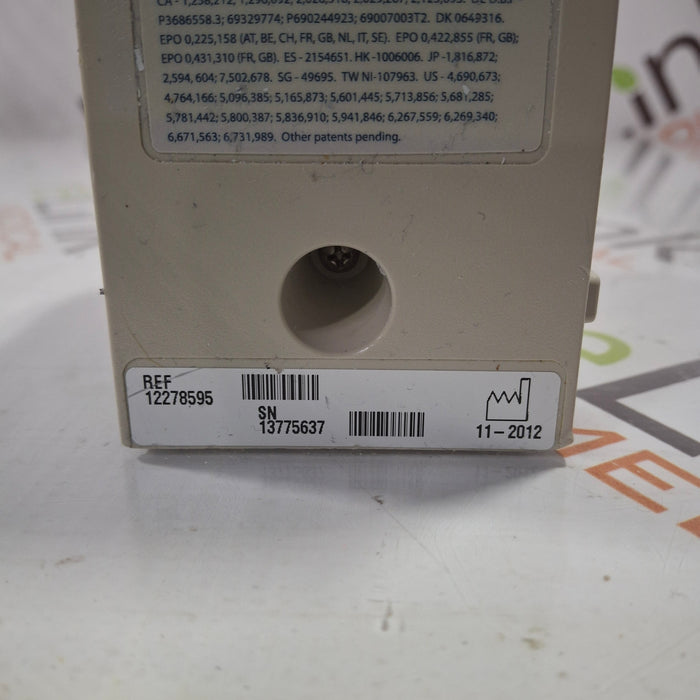 P3686558.3; 69329774; P690244923; 69007003T2. DK 0649316.
EPO 0,225,158 (AT, BE, CH, FR, GB, NL, IT, SE). EPO 0,422,855 (FR, GB);
EPO 0,431,310 (FR, GB). ES - 2154651. HK -1006006. JP -1,816,872;
2,594,604; 7,502,678. SG - 49695. TW NI-107963. US - 4,690,673;
4,764,166; 5,096,385; 5,165,873; 5,601,445; 5,713,856; 5,681,285;
5,781,442; 5,800,387; 5,836,910; 5,941,846; 6,267,559; 6,269,340;
6,671,563; 6,731,989. Other patents pending.
REF
12278595
SN
13775637
11-2012